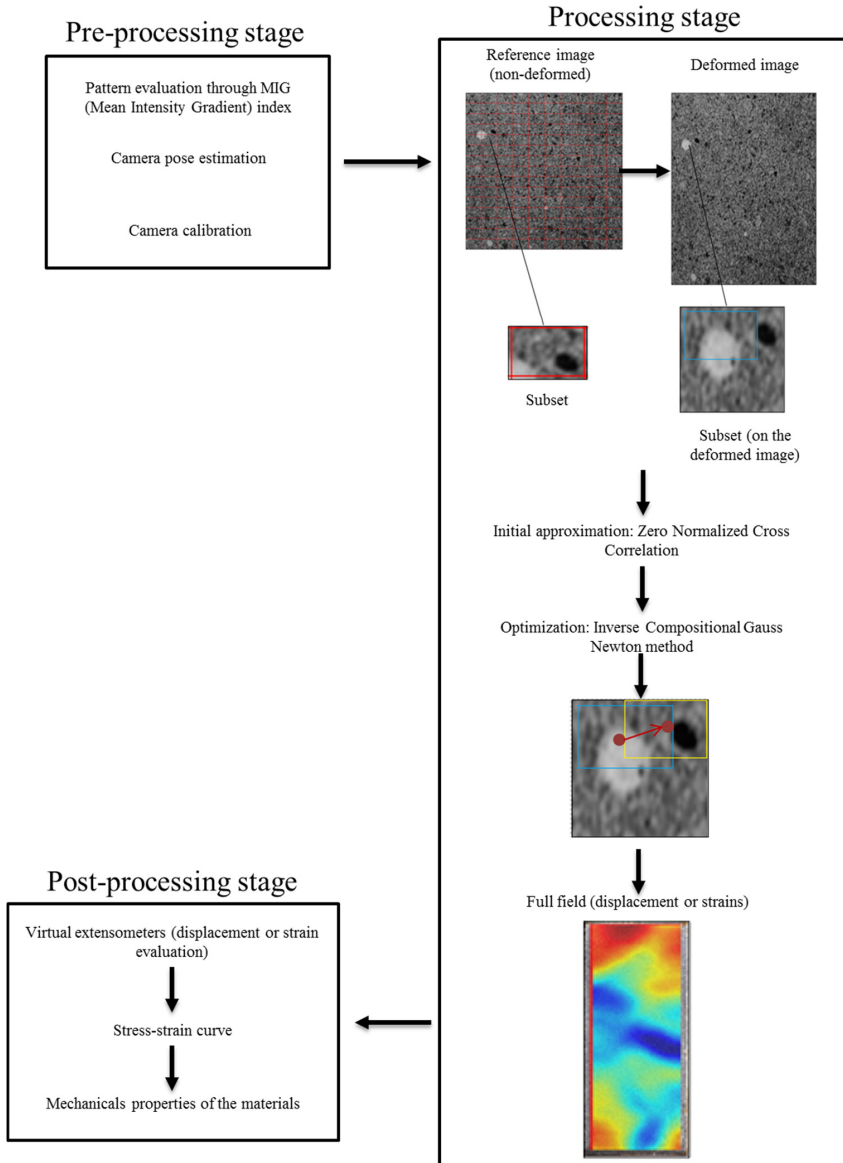 Pre-processing stage
Pattern evaluation through MIG
(Mean Intensity Gradient) index
Camera pose estimation
Camera calibration
Processing stage
Reference image
(non-deformed)
Deformed image
Subset
Subset (on the
deformed image)
Initial approximation: Zero Normalized Cross
Correlation
Optimization: Inverse Compositional Gauss
Newton method
Full field (displacement or strains)
Post-processing stage
Virtual extensometers (displacement or strain
evaluation)
Stress-strain curve
Mechanicals properties of the materials